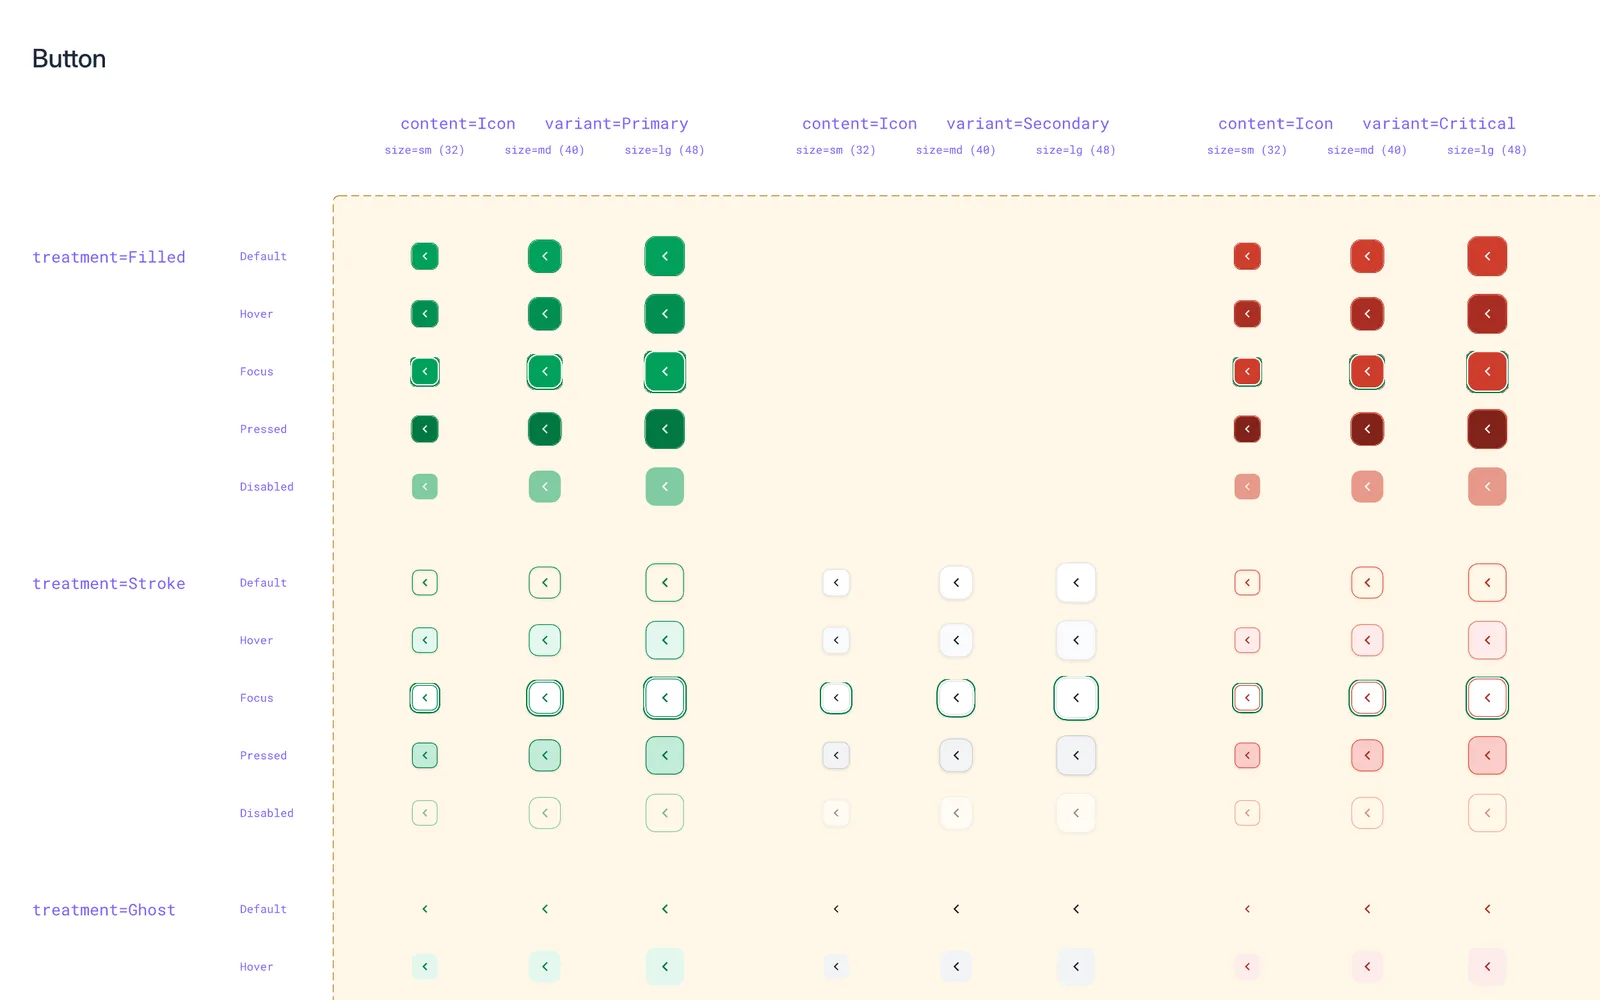 Button
content=Icon variant=Primary content=Icon variant=Secondary content=Icon variant=Critical
size=sm (32) size=md (40) size=lg (48) size=sm (32) size=md (40) size=lg (48) size=sm (32) size=md (40) size=lg (48)
treatment=Filled Default
Hover
Focus
Pressed
Disabled
treatment=Stroke Default
Hover
Focus
Pressed
Disabled
treatment=Ghost Default
Hover